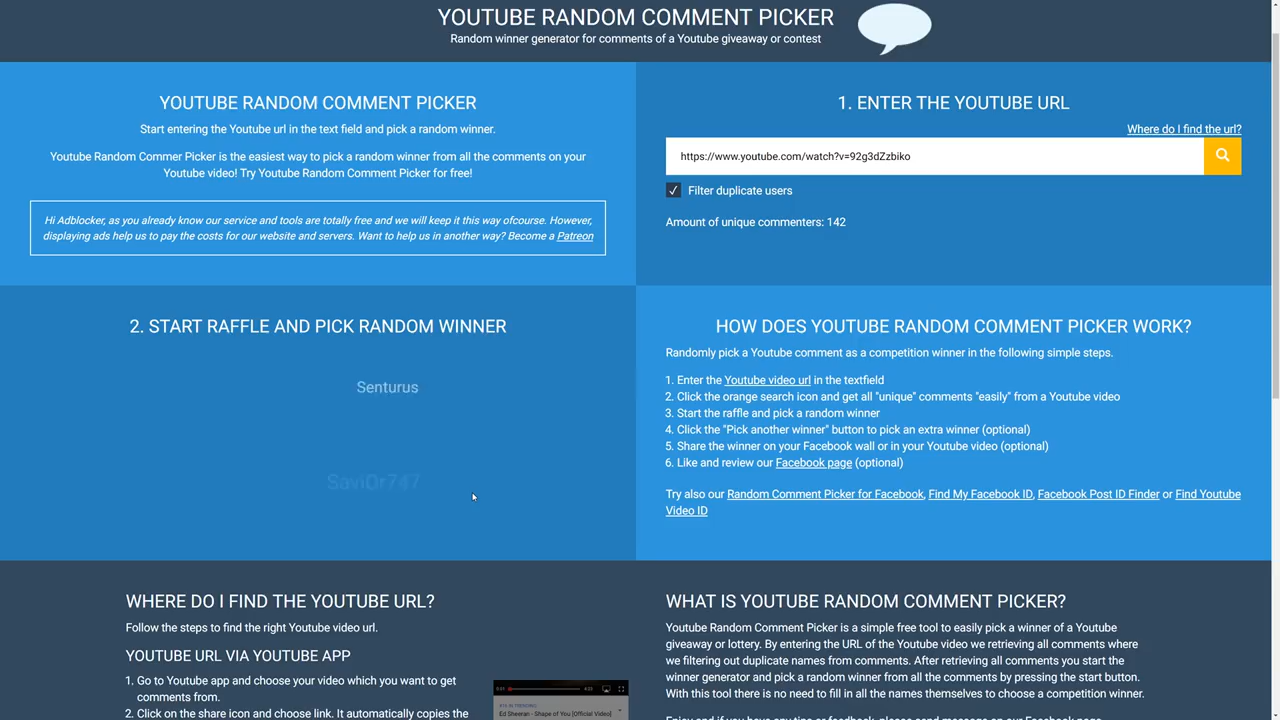 YOUTUBE RANDOM COMMENT PICKER
Random winner generator for comments of a Youtube giveaway or contest
YOUTUBE RANDOM COMMENT PICKER
Start entering the Youtube url in the text field and pick a random winner.
Youtube Random Commer Picker is the easiest way to pick a random winner from all the comments on your
Youtube video! Try Youtube Random Comment Picker for free!
Hi Adblocker, as you already know our service and tools are totally free and we will keep it this way ofcourse. However,
displaying ads help us to pay the costs for our website and servers. Want to help us in another way? Become a Patreon
1. ENTER THE YOUTUBE URL
Where do I find the url?
https://www.youtube.com/watch?v=92g3dZzbiko
Filter duplicate users
Amount of unique commenters: 142
2. START RAFFLE AND PICK RANDOM WINNER
Senturus
Savi0r747
HOW DOES YOUTUBE RANDOM COMMENT PICKER WORK?
Randomly pick a Youtube comment as a competition winner in the following simple steps.
1. Enter the Youtube video url in the textfield
2. Click the orange search icon and get all "unique" comments "easily" from a Youtube video
3. Start the raffle and pick a random winner
4. Click the "Pick another winner" button to pick an extra winner (optional)
5. Share the winner on your Facebook wall or in your Youtube video (optional)
6. Like and review our Facebook page (optional)
Try also our Random Comment Picker for Facebook, Find My Facebook ID, Facebook Post ID Finder or Find Youtube
Video ID
WHERE DO I FIND THE YOUTUBE URL?
Follow the steps to find the right Youtube video url.
YOUTUBE URL VIA YOUTUBE APP
1. Go to Youtube app and choose your video which you want to get
comments from.
2. Click on the share icon and choose link. It automatically copies the
Ed Sheeran - Shape of You [Official Video]
WHAT IS YOUTUBE RANDOM COMMENT PICKER?
Youtube Random Comment Picker is a simple free tool to easily pick a winner of a Youtube
giveaway or lottery. By entering the URL of the Youtube video we retrieving all comments where
we filtering out duplicate names from comments. After retrieving all comments you start the
winner generator and pick a random winner from all the comments by pressing the start button.
With this tool there is no need to fill in all the names themselves to choose a competition winner.